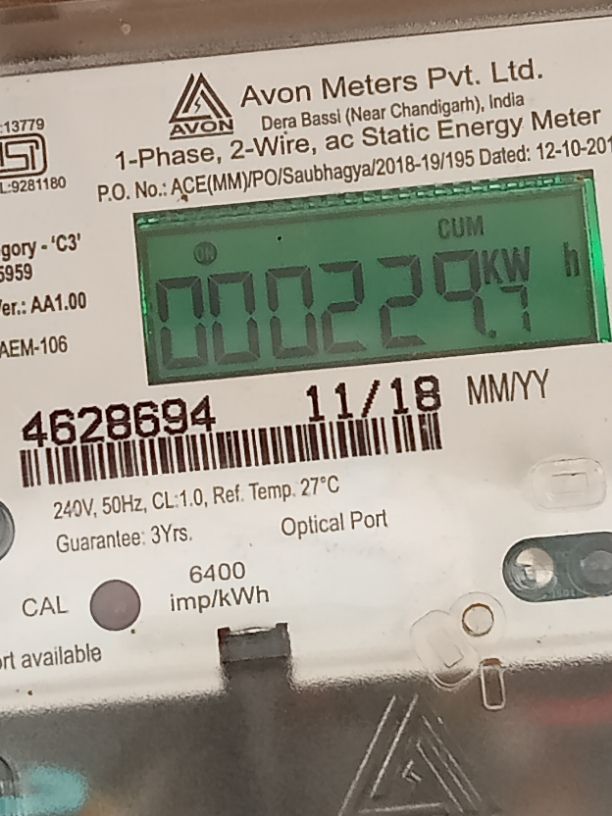 Avon Meters Pvt. Ltd.
AVON
Dera Bassi (Near Chandigarh), India
:13779
1-Phase, 2-Wire, ac Static Energy Meter
L:9281180
P.O. No.: ACE(MM)/PO/Saubhagya/2018-19/195 Dated: 12-10-201
gory - 'C3'
5959
er.: AA1.00
AEM-106
CUM
ON
000229.7 KW h
4628694 11/18 MM/YY
240V, 50Hz, CL:1.0, Ref. Temp. 27°C
Guarantee: 3Yrs.
Optical Port
CAL
6400
imp/kWh
rt available